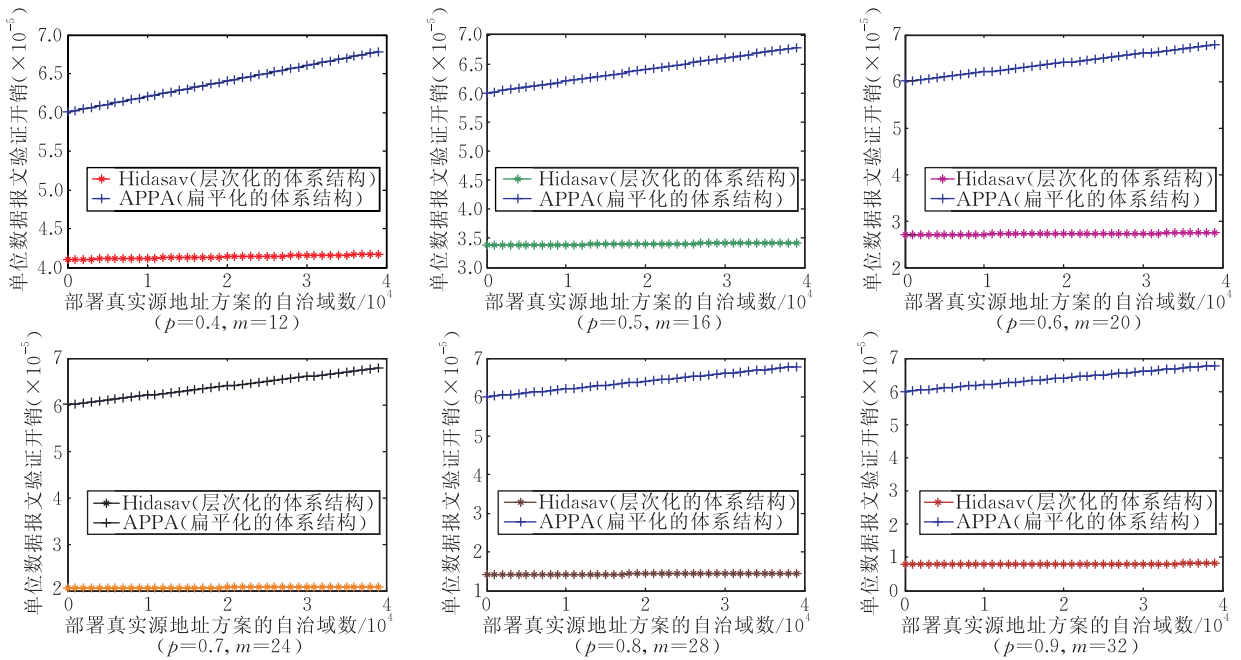 单位数据报文验证开销(×10⁻⁵)
7.0
6.5
6.0
5.5
5.0
4.5
4.0
Hidasav(层次化的体系结构)
APPA(扁平化的体系结构)
0 1 2 3 4
部署真实源地址方案的自治域数/10⁴
(p=0.4, m=12)
单位数据报文验证开销(×10⁻⁵)
7.0
6.5
6.0
5.5
5.0
4.5
4.0
3.5
3.0
Hidasav(层次化的体系结构)
APPA(扁平化的体系结构)
0 1 2 3 4
部署真实源地址方案的自治域数/10⁴
(p=0.5, m=16)
单位数据报文验证开销(×10⁻⁵)
7
6
5
4
3
2
Hidasav(层次化的体系结构)
APPA(扁平化的体系结构)
0 1 2 3 4
部署真实源地址方案的自治域数/10⁴
(p=0.6, m=20)
单位数据报文验证开销(×10⁻⁵)
7
6
5
6
2
2
Hidasav(层次化的体系结构)
APPA(扁平化的体系结构)
0 1 2 3 4
部署真实源地址方案的自治域数/10⁴
(p=0.7, m=24)
单位数据报文验证开销(×10⁻⁵)
7
6
5
4
3
2
1
Hidasav(层次化的体系结构)
APPA(扁平化的体系结构)
0 1 2 3 4
部署真实源地址方案的自治域数/10⁴
(p=0.8, m=28)
单位数据报文验证开销(×10⁻⁵)
7
6
5
4
3
2
1
0
Hidasav(层次化的体系结构)
APPA(扁平化的体系结构)
0 1 2 3 4
部署真实源地址方案的自治域数/10⁴
(p=0.9, m=32)